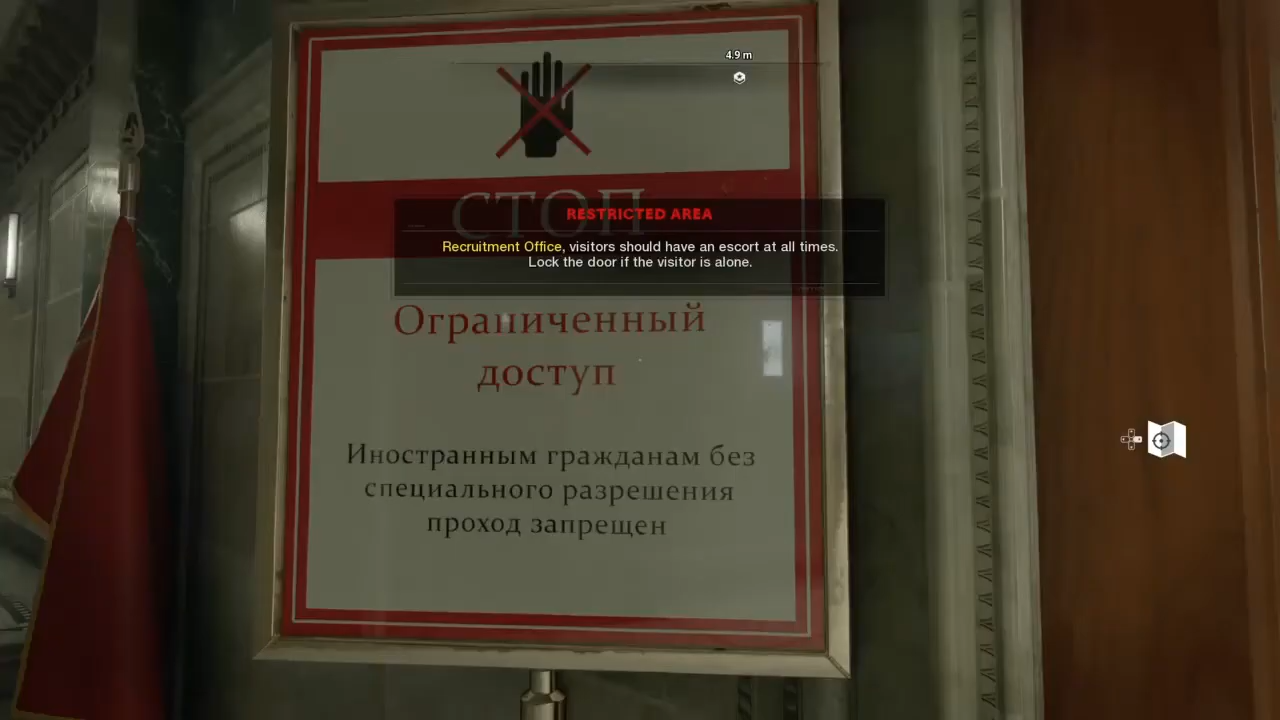 4.9 m
СТОП
RESTRICTED AREA
Recruitment Office, visitors should have an escort at all times.
Lock the door if the visitor is alone.
Ограниченный
доступ
Иностранным гражданам без
специального разрешения
проход запрещен